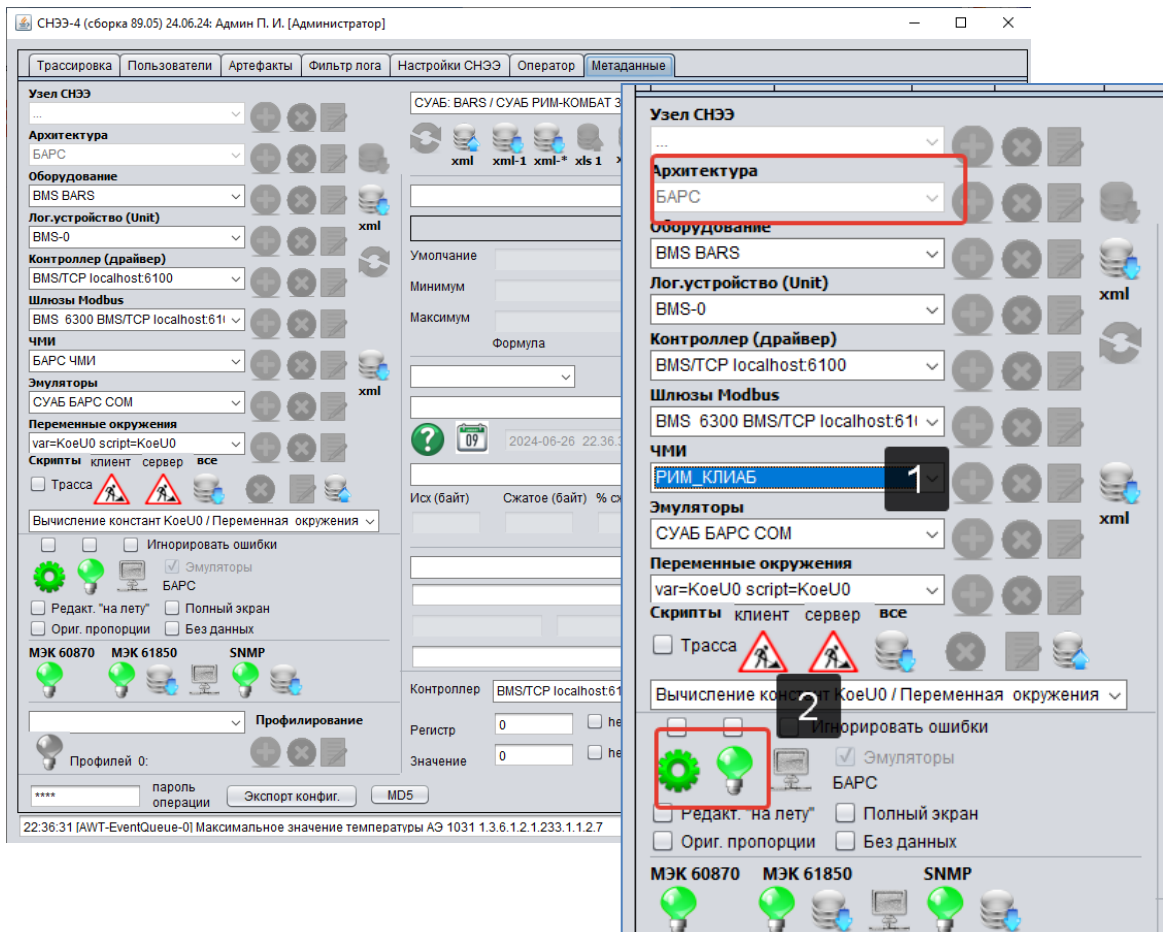 СНЭЭ-4 (сборка 89.05) 24.06.24: Админ П. И. [Администратор]
Трассировка Пользователи Артефакты Фильтр лога Настройки СНЭЭ Оператор Метаданные
Узел СНЭЭ
...
Архитектура
БАРС
Оборудование
BMS BARS
xml
Лог.устройство (Unit)
BMS-0
Контроллер (драйвер)
BMS/TCP localhost:6100
Шлюзы Modbus
BMS 6300 BMS/TCP localhost:61
ЧМИ
БАРС ЧМИ
xml
Эмуляторы
СУАБ БАРС COM
Переменные окружения
var=KoeU0 script=KoeU0
Скрипты клиент сервер все
Трасса
Вычисление констант KoeU0 / Переменная окружения
Игнорировать ошибки
Эмуляторы
БАРС
Редакт. "на лету" Полный экран
Ориг. пропорции Без данных
МЭК 60870 МЭК 61850 SNMP
Профилирование
Профилей 0:
**** пароль операции Экспорт конфиг. MD5
22:36:31 [AWT-EventQueue-0] Максимальное значение температуры АЭ 1031 1.3.6.1.2.1.233.1.1.2.7
СУАБ: BARS / СУАБ РИМ-КОМБАТ
xml xml-1 xml-* xls 1
Умолчание
Минимум
Максимум
Формула
09 2024-06-26 22.36
Исх (байт) Сжатое (байт)
Контроллер BMS/TCP localhost:61
Регистр 0
Значение 0
Узел СНЭЭ
...
Архитектура
БАРС
Оборудование
BMS BARS
Лог.устройство (Unit)
xml
BMS-0
Контроллер (драйвер)
BMS/TCP localhost:6100
Шлюзы Modbus
BMS 6300 BMS/TCP localhost:61
ЧМИ
РИМ_КЛИАБ
1
xml
Эмуляторы
СУАБ БАРС COM
Переменные окружения
var=KoeU0 script=KoeU0
Скрипты клиент сервер все
Трасса
Вычисление констант KoeU0 / Переменная окружения
2
Игнорировать ошибки
Эмуляторы
БАРС
Редакт. "на лету" Полный экран
Ориг. пропорции Без данных
МЭК 60870 МЭК 61850 SNMP